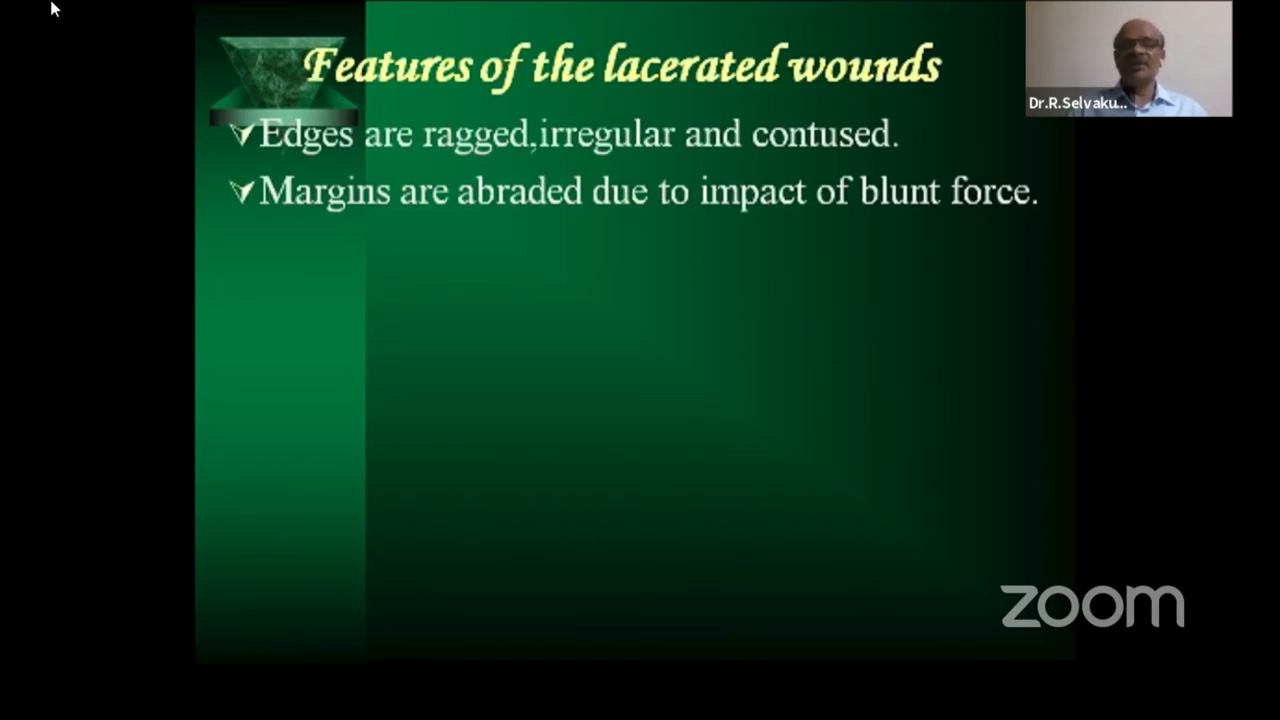 Features of the lacerated wounds
Dr.R.Selvaku...
Edges are ragged,irregular and contused.
Margins are abraded due to impact of blunt force.
zoom